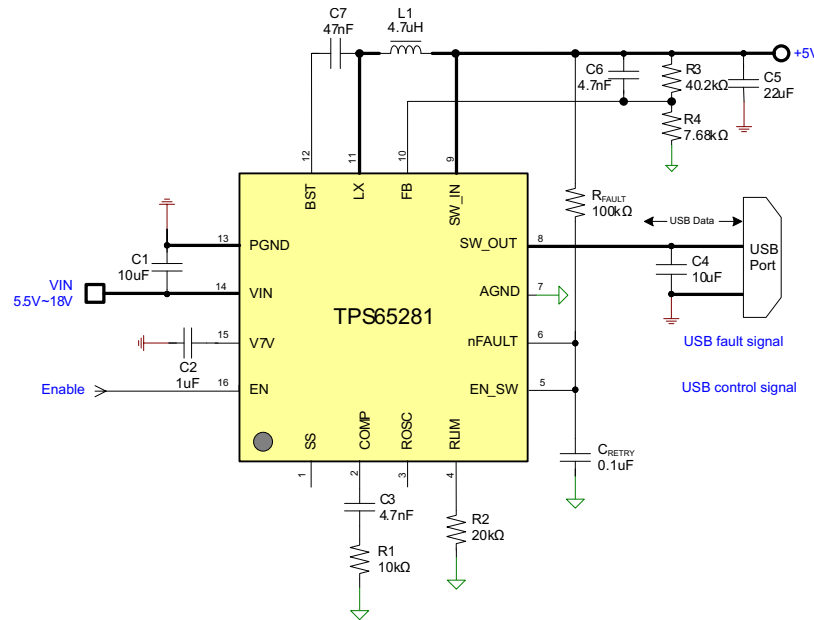 C7
47nF
L1
4.7uH
+5V
C6
4.7nF
R3
40.2kΩ
C5
22uF
R4
7.68kΩ
12
11
10
9
BST
LX
FB
SW_IN
RFAULT
100kΩ
USB Data
13
PGND
SW_OUT
8
USB
Port
C1
10uF
C4
10uF
VIN
5.5V~18V
14
VIN
AGND
7
TPS65281
15
V7V
nFAULT
6
USB fault signal
C2
1uF
Enable
16
EN
EN_SW
5
USB control signal
SS
COMP
ROSC
RLIM
1
2
3
4
CRETRY
0.1uF
C3
4.7nF
R2
20kΩ
R1
10kΩ